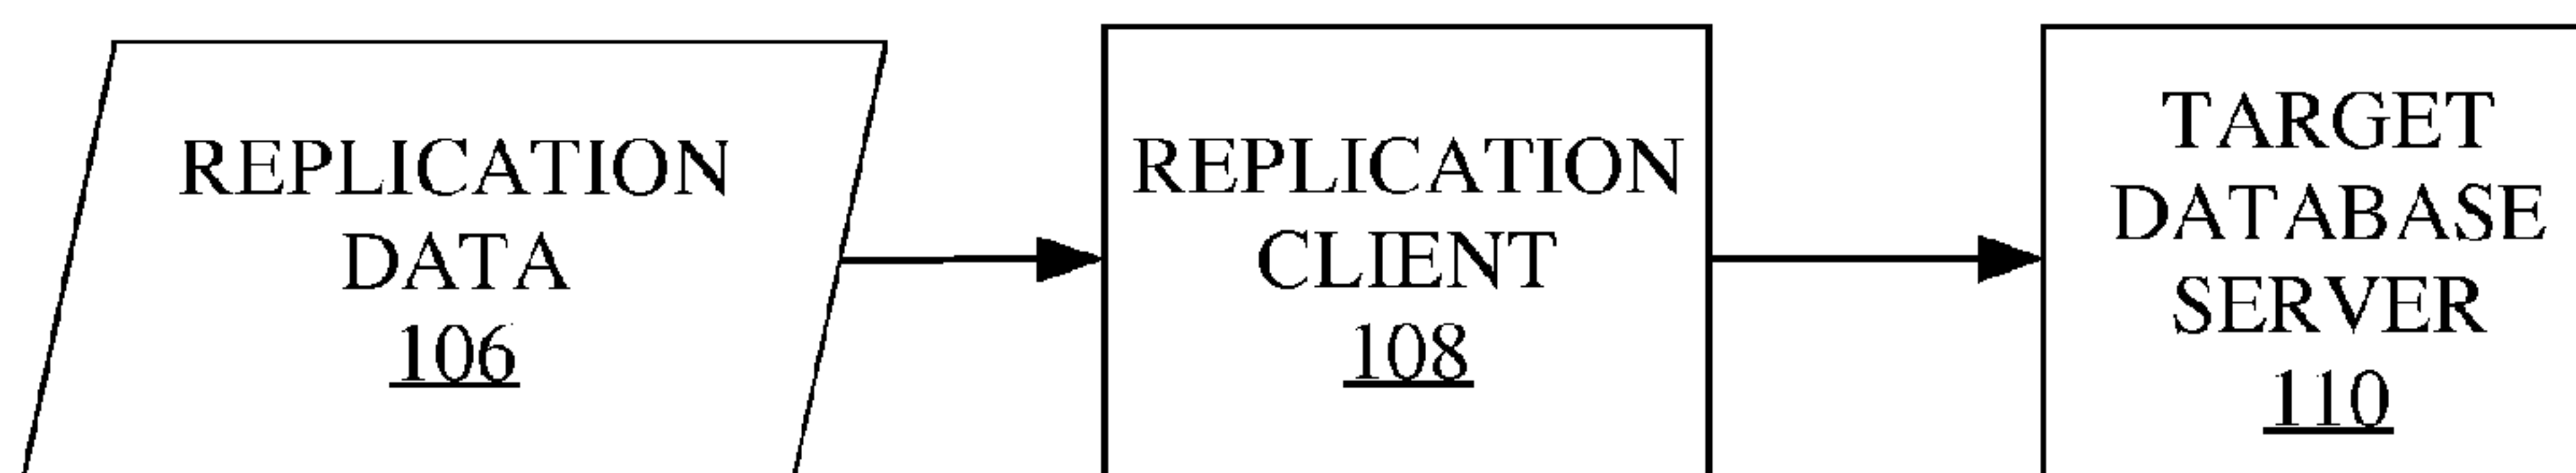 REPLICATION
DATA
106
REPLICATION
CLIENT
108
TARGET
DATABASE
SERVER
110